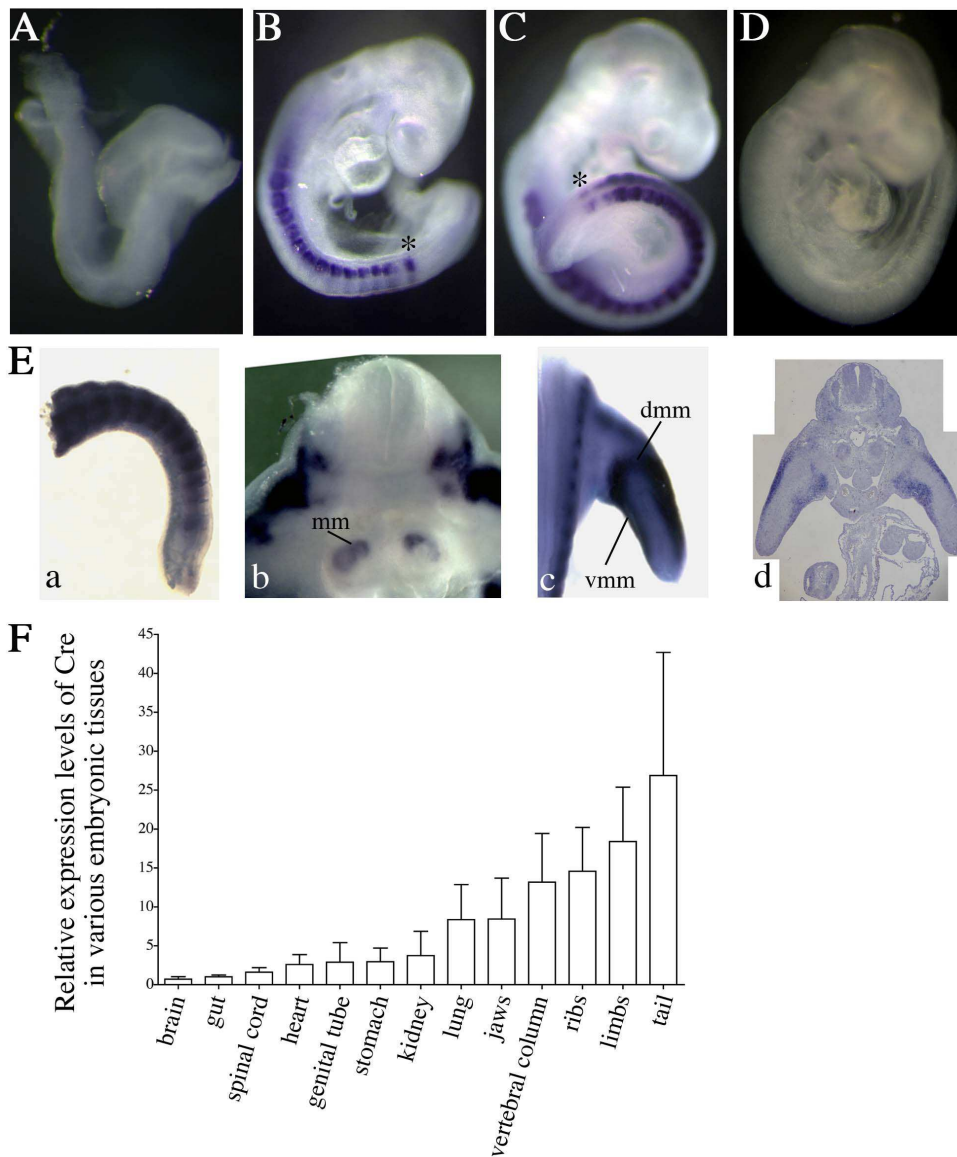 A
B
C
D
*
*
E
a
mm
b
dmm
vmm
c
d
F
Relative expression levels of Cre
in various embryonic tissues
45
40
35
30
25
20
15
10
5
0
brain
gut
spinal cord
heart
genital tube
stomach
kidney
lung
jaws
vertebral column
ribs
limbs
tail